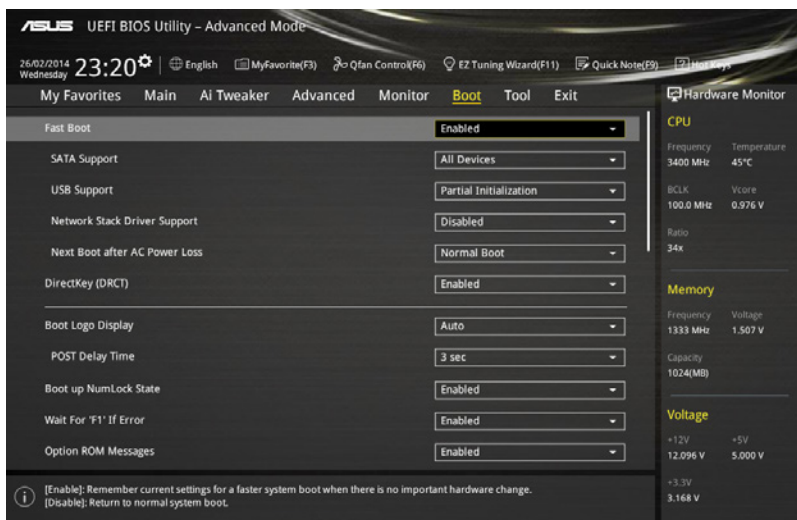 ASUS UEFI BIOS Utility – Advanced Mode
26/02/2014 Wednesday 23:20 English MyFavorite(F3) Qfan Control(F6) EZ Tuning Wizard(F11) Quick Note(F9) ? Hot Keys
My Favorites Main Ai Tweaker Advanced Monitor Boot Tool Exit
Fast Boot Enabled
SATA Support All Devices
USB Support Partial Initialization
Network Stack Driver Support Disabled
Next Boot after AC Power Loss Normal Boot
DirectKey (DRCT) Enabled
Boot Logo Display Auto
POST Delay Time 3 sec
Boot up NumLock State Enabled
Wait For 'F1' If Error Enabled
Option ROM Messages Enabled
[Enable]: Remember current settings for a faster system boot when there is no important hardware change.
[Disable]: Return to normal system boot.
Hardware Monitor
CPU
Frequency Temperature
3400 MHz 45°C
BCLK Vcore
100.0 MHz 0.976 V
Ratio
34x
Memory
Frequency Voltage
1333 MHz 1.507 V
Capacity
1024(MB)
Voltage
+12V +5V
12.096 V 5.000 V
+3.3V
3.168 V